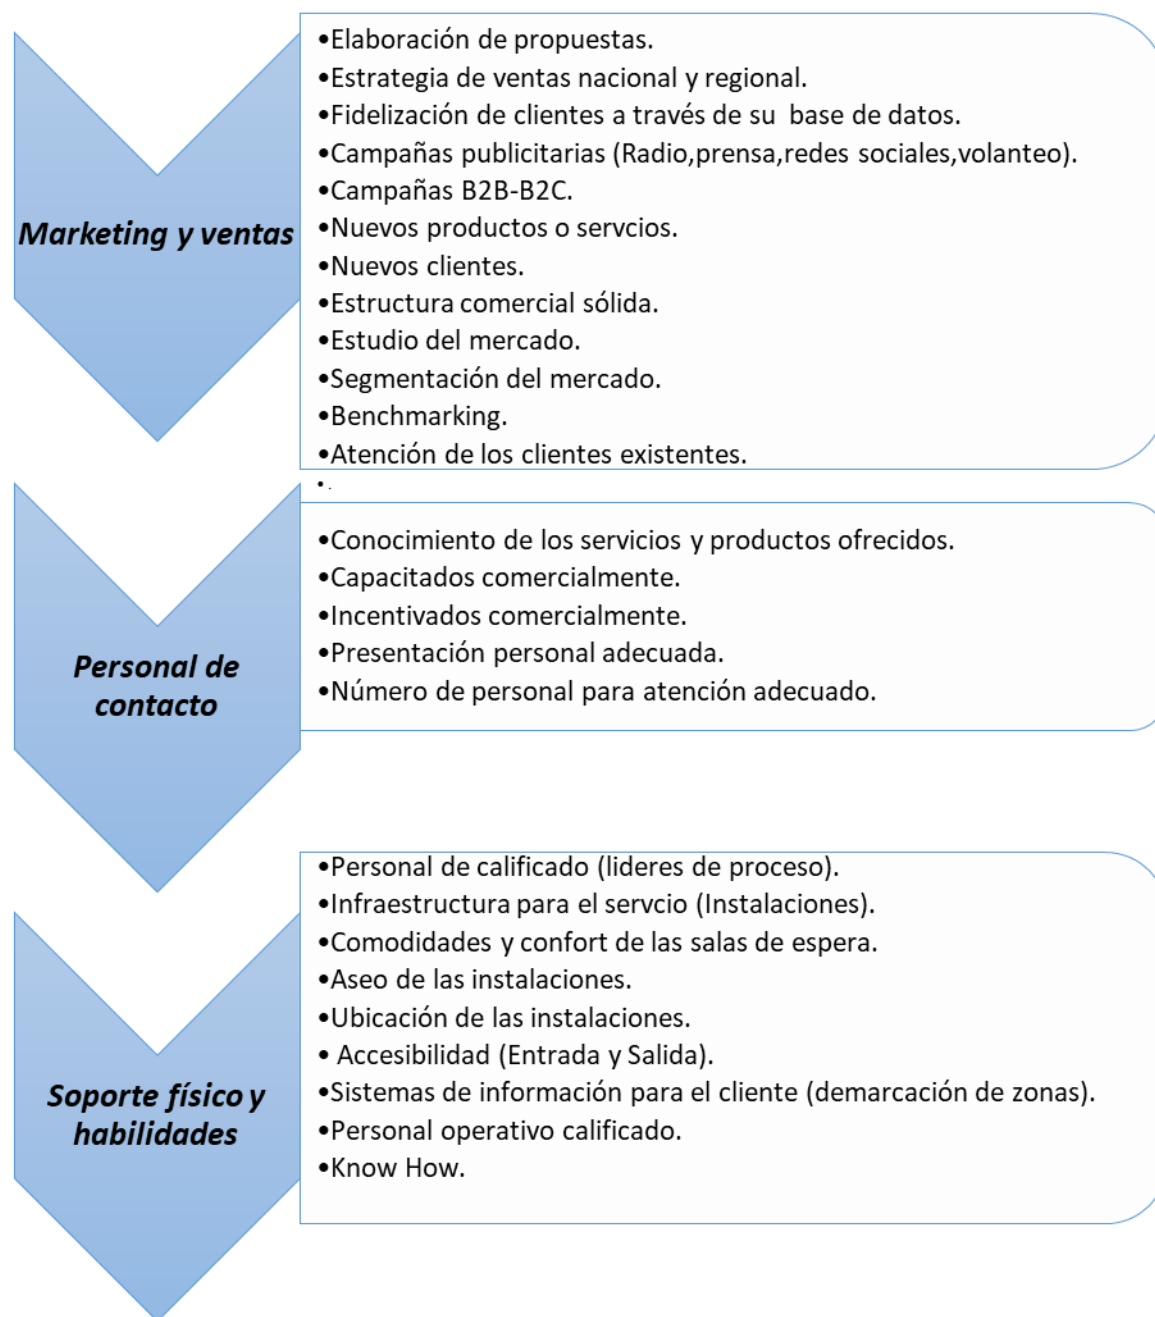 Marketing y ventas
•Elaboración de propuestas.
•Estrategia de ventas nacional y regional.
•Fidelización de clientes a través de su  base de datos.
•Campañas publicitarias (Radio,prensa,redes sociales,volanteo).
•Campañas B2B-B2C.
•Nuevos productos o servcios.
•Nuevos clientes.
•Estructura comercial sólida.
•Estudio del mercado.
•Segmentación del mercado.
•Benchmarking.
•Atención de los clientes existentes.
• .
Personal de
contacto
•Conocimiento de los servicios y productos ofrecidos.
•Capacitados comercialmente.
•Incentivados comercialmente.
•Presentación personal adecuada.
•Número de personal para atención adecuado.
Soporte físico y
habilidades
•Personal de calificado (lideres de proceso).
•Infraestructura para el servcio (Instalaciones).
•Comodidades y confort de las salas de espera.
•Aseo de las instalaciones.
•Ubicación de las instalaciones.
• Accesibilidad (Entrada y Salida).
•Sistemas de información para el cliente (demarcación de zonas).
•Personal operativo calificado.
•Know How.